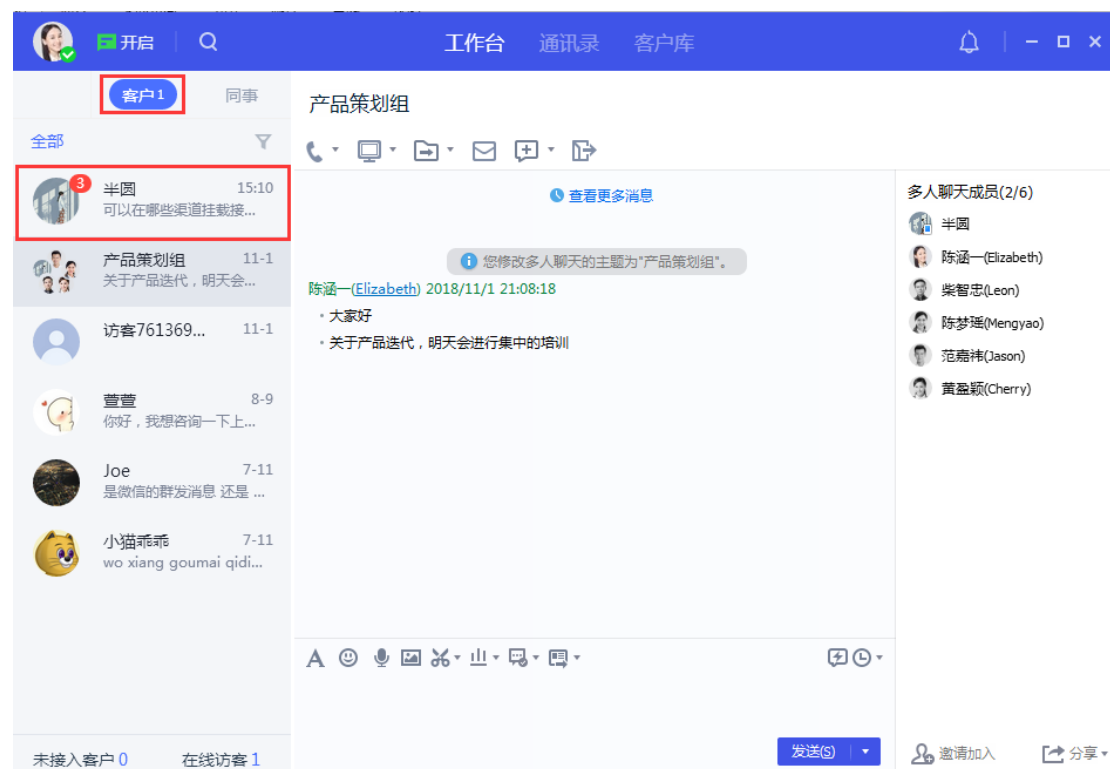 开启
工作台 通讯录 客户库
客户1 同事
全部
3
半圆 15:10
可以在哪些渠道挂载接...
产品策划组 11-1
关于产品迭代，明天会...
访客761369... 11-1
萱萱 8-9
你好，我想咨询一下上...
Joe 7-11
是微信的群发消息 还是 ...
小猫乖乖 7-11
wo xiang goumai qidi...
未接入客户 0 在线访客 1
产品策划组
查看更多消息
您修改多人聊天的主题为"产品策划组"。
陈涵一(Elizabeth) 2018/11/1 21:08:18
·大家好
·关于产品迭代，明天会进行集中的培训
A
发送(S)
多人聊天成员(2/6)
半圆
陈涵一(Elizabeth)
柴智忠(Leon)
陈梦瑶(Mengyao)
范嘉祎(Jason)
黄盈颖(Cherry)
邀请加入 分享